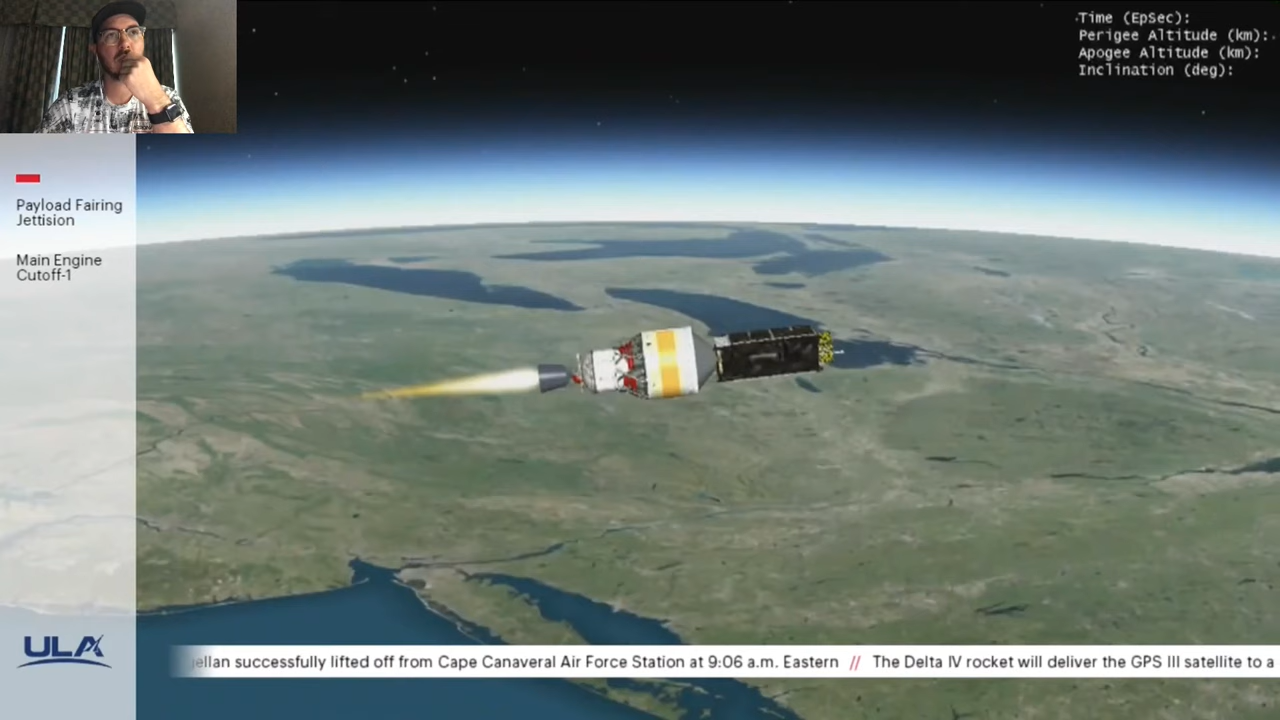 Time (EpSec):
Perigee Altitude (km):
Apogee Altitude (km):
Inclination (deg):
Payload Fairing
Jettision
Main Engine
Cutoff-1
ULA
ellan successfully lifted off from Cape Canaveral Air Force Station at 9:06 a.m. Eastern // The Delta IV rocket will deliver the GPS III satellite to a